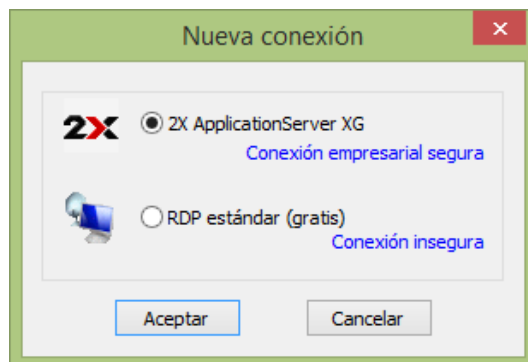 Nueva conexión
2X
2X ApplicationServer XG
Conexión empresarial segura
RDP estándar (gratis)
Conexión insegura
Aceptar
Cancelar